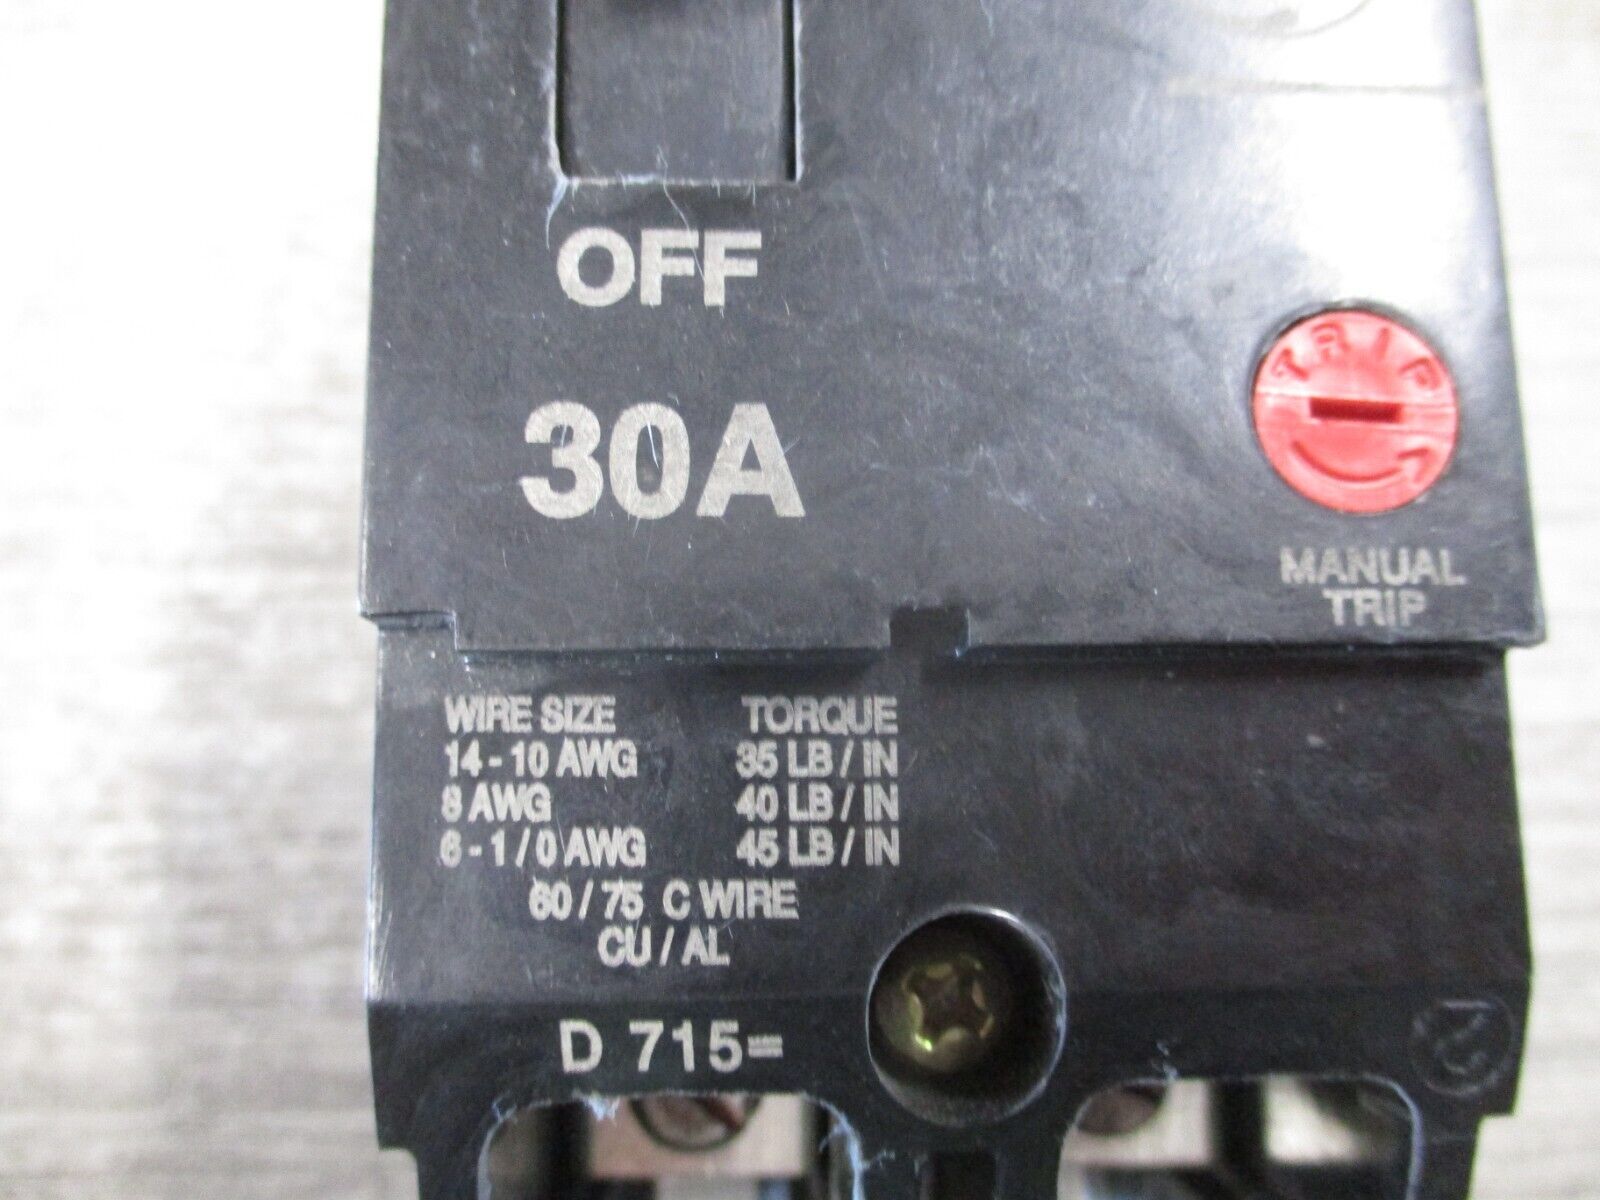 OFF
30A
TRIP
MANUAL
TRIP
WIRE SIZE TORQUE
14 - 10 AWG 35 LB / IN
8 AWG 40 LB / IN
6 - 1 / 0 AWG 45 LB / IN
60 / 75 C WIRE
CU / AL
D 715=